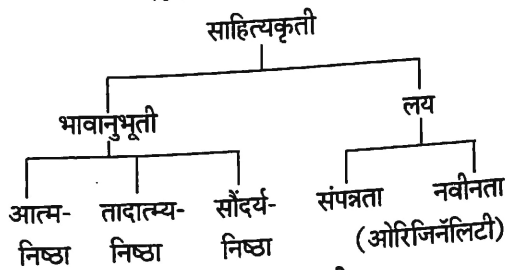 साहित्यकृती
भावानुभूती
लय
आत्म- तादात्म्य- सौंदर्य- संपन्नता नवीनता
निष्ठा निष्ठा निष्ठा (ओरिजिनॅलिटी)